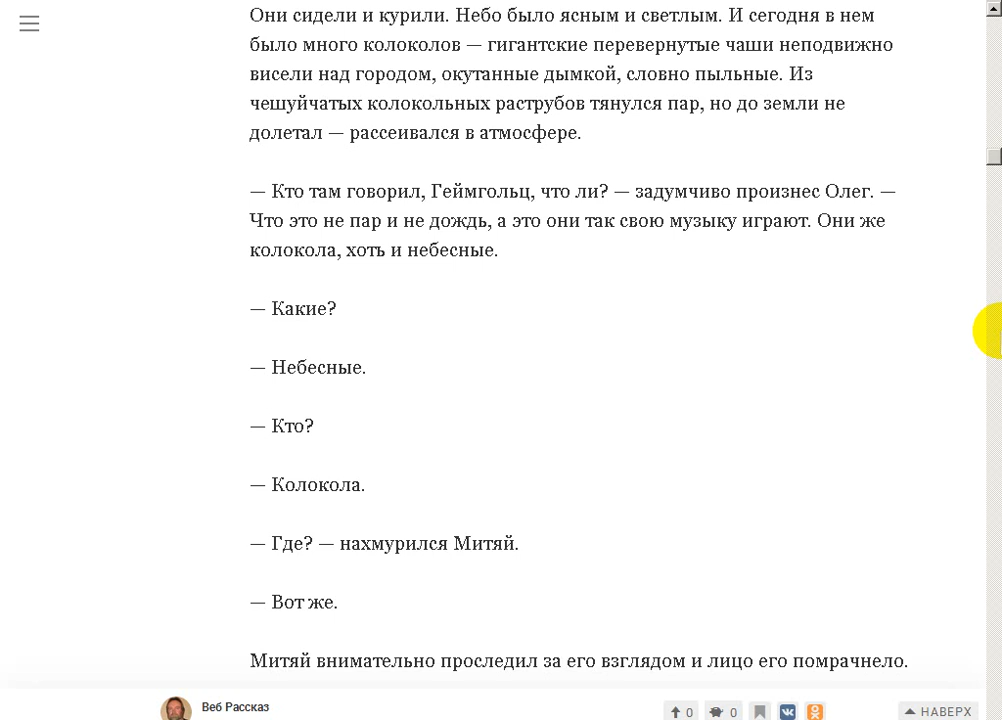 Они сидели и курили. Небо было ясным и светлым. И сегодня в нем
было много колоколов — гигантские перевернутые чаши неподвижно
висели над городом, окутанные дымкой, словно пыльные. Из
чешуйчатых колокольных раструбов тянулся пар, но до земли не
долетал — рассеивался в атмосфере.
— Кто там говорил, Геймгольц, что ли? — задумчиво произнес Олег. —
Что это не пар и не дождь, а это они так свою музыку играют. Они же
колокола, хоть и небесные.
— Какие?
— Небесные.
— Кто?
— Колокола.
— Где? — нахмурился Митяй.
— Вот же.
Митяй внимательно проследил за его взглядом и лицо его помрачнело.
Веб Рассказ
0
0
НАВЕРХ